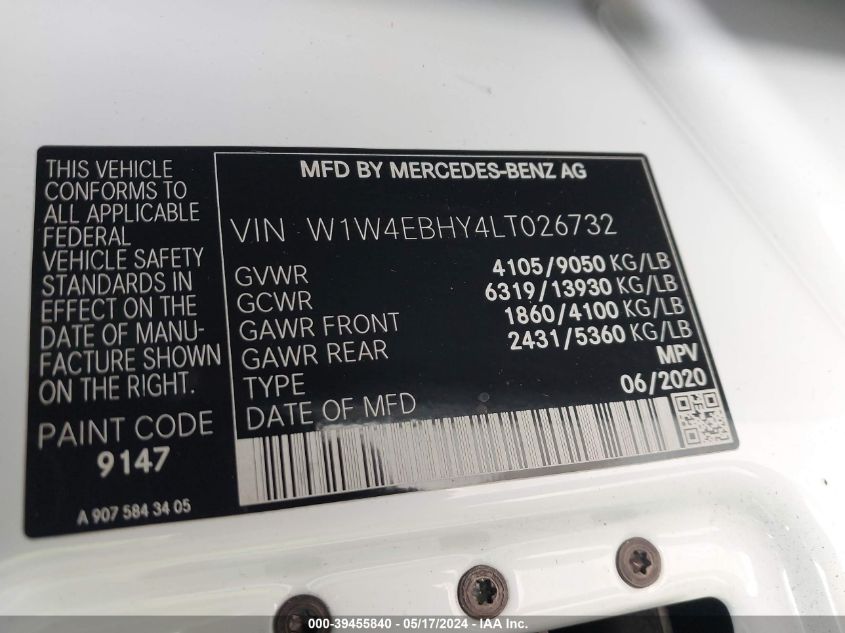 THIS VEHICLE
CONFORMS TO
ALL APPLICABLE
FEDERAL
VEHICLE SAFETY
STANDARDS IN
EFFECT ON THE
DATE OF MANU-
FACTURE SHOWN
ON THE RIGHT.
PAINT CODE
9147
A 907 584 34 05
MFD BY MERCEDES-BENZ AG
VIN W1W4EBHY4LT026732
GVWR 4105/9050 KG/LB
GCWR 6319/13930 KG/LB
GAWR FRONT 1860/4100 KG/LB
GAWR REAR 2431/5360 KG/LB
TYPE MPV
DATE OF MFD 06/2020
000-39455840 - 05/17/2024 - IAA Inc.